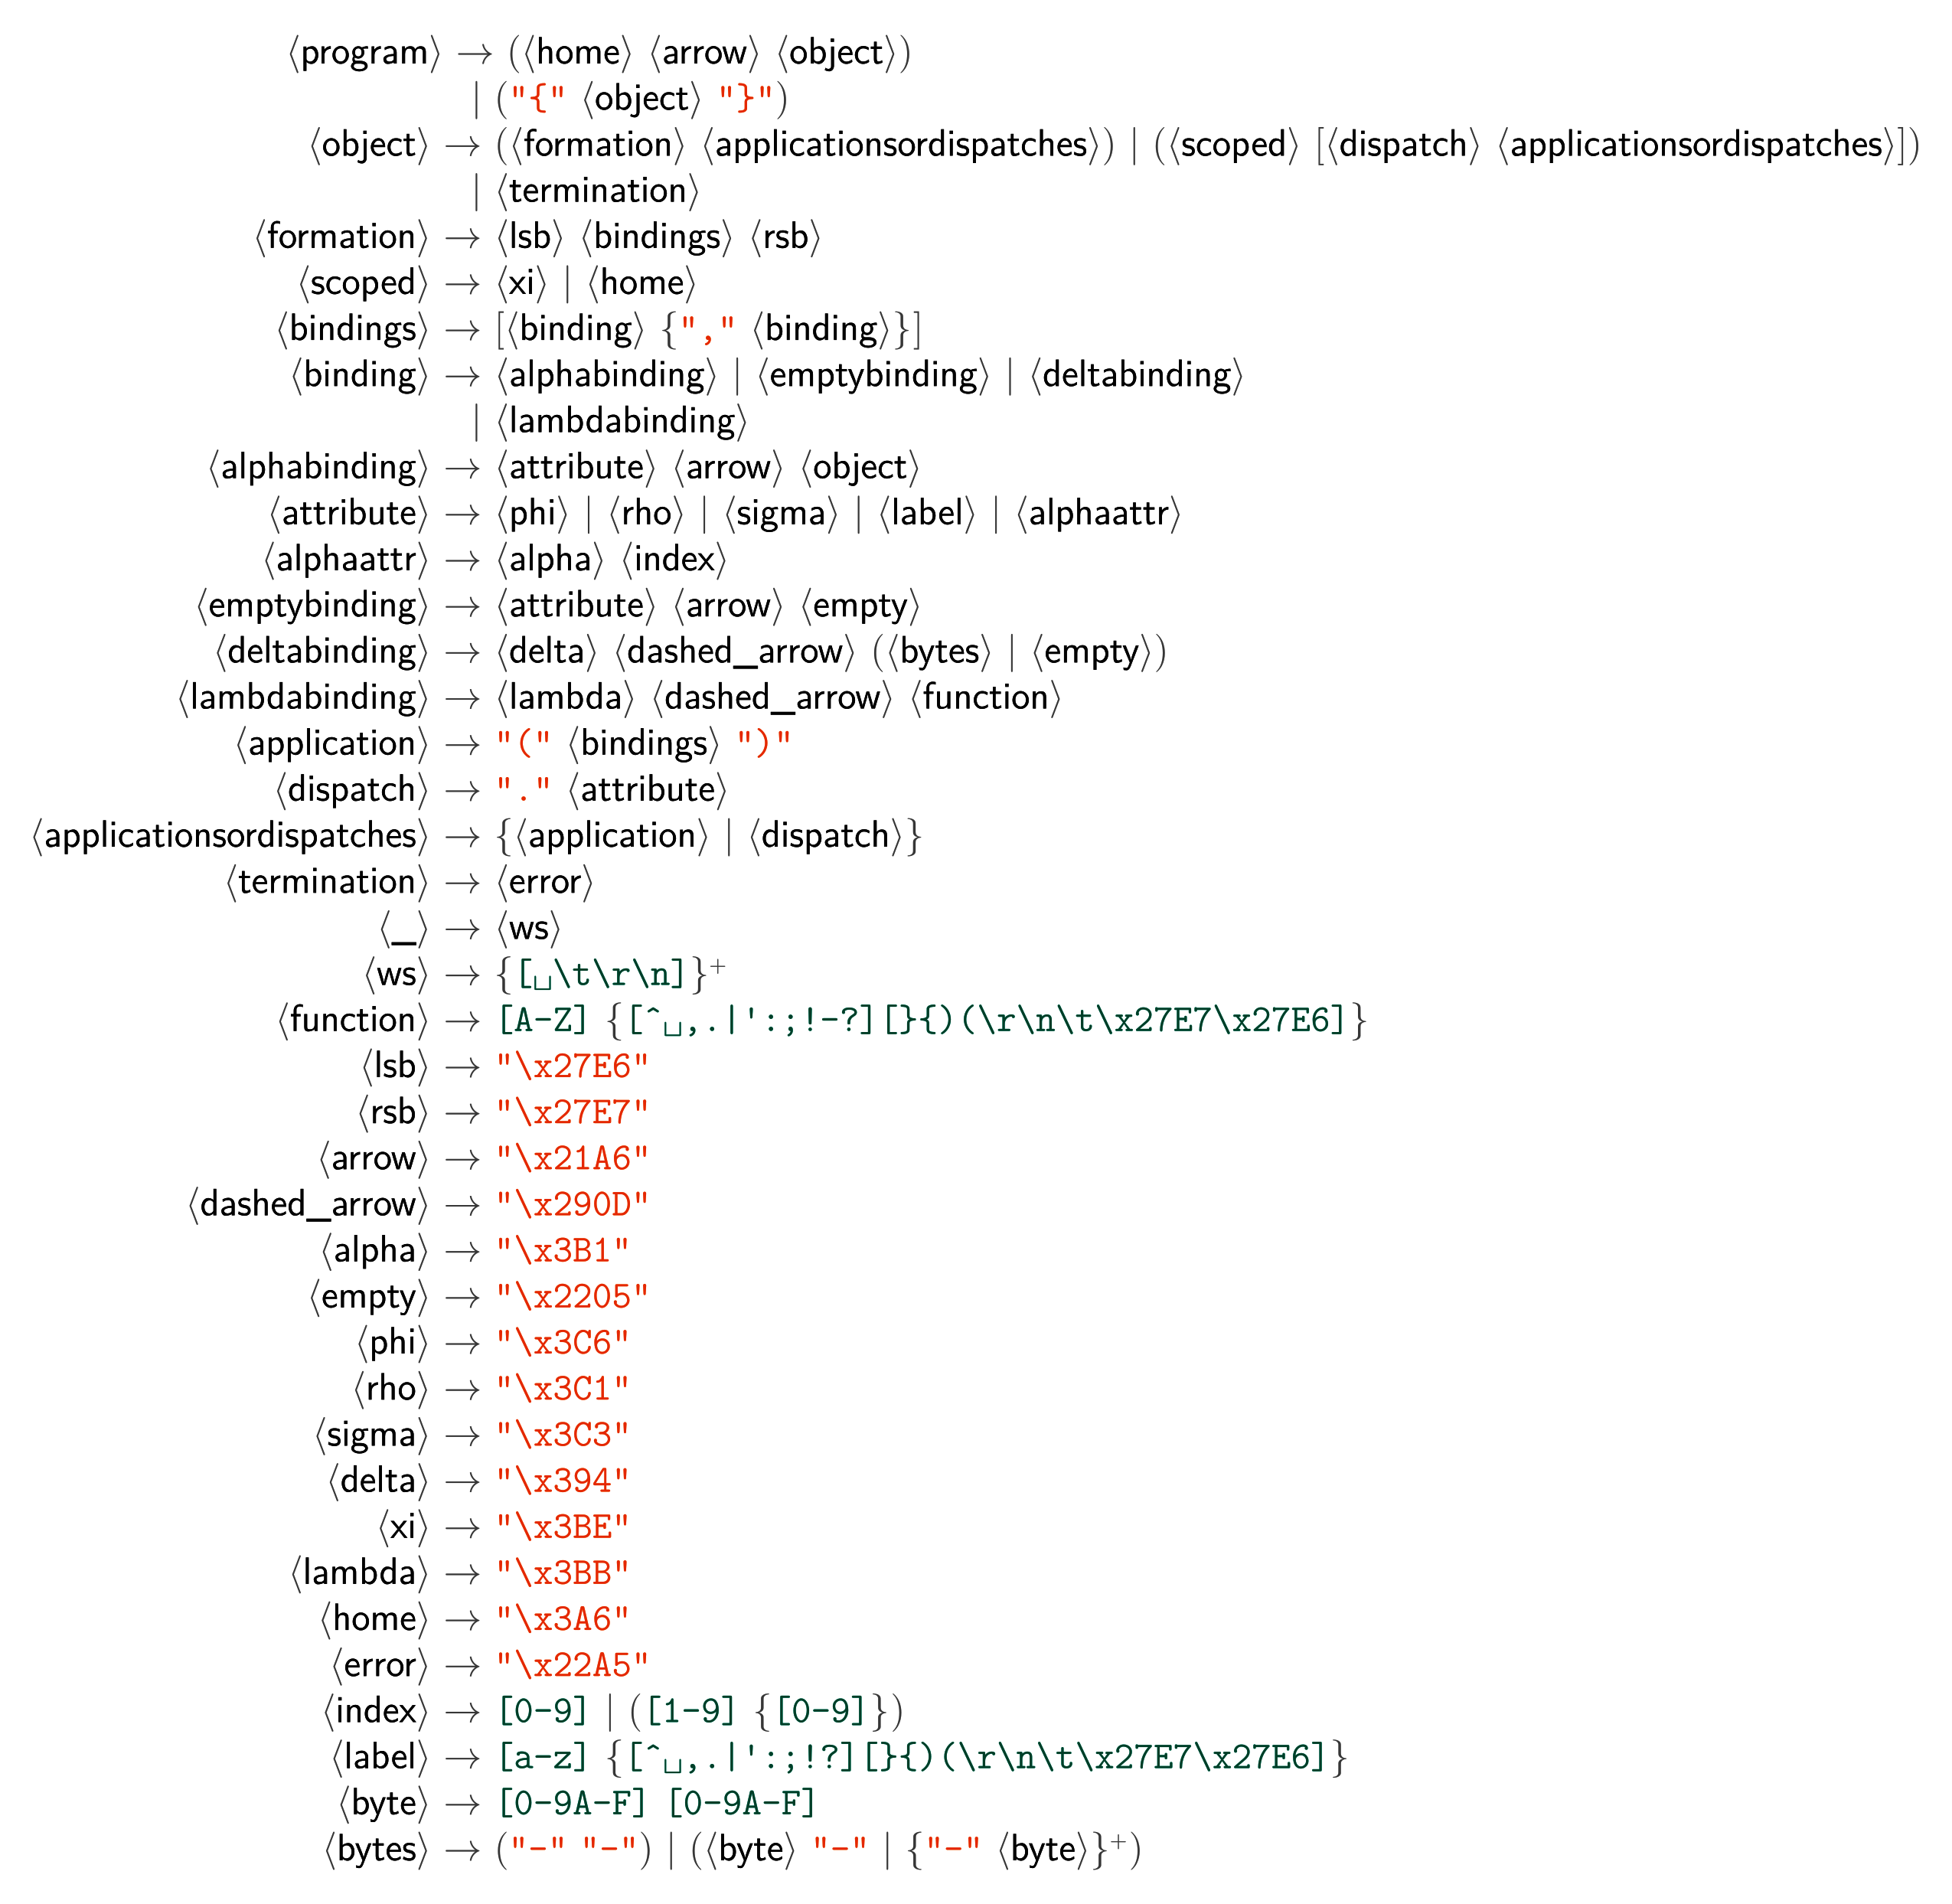 ⟨program⟩ → (⟨home⟩ ⟨arrow⟩ ⟨object⟩)
| ("{" ⟨object⟩ "}")
⟨object⟩ → (⟨formation⟩ ⟨applicationsordispatches⟩) | (⟨scoped⟩ [⟨dispatch⟩ ⟨applicationsordispatches⟩])
| ⟨termination⟩
⟨formation⟩ → ⟨lsb⟩ ⟨bindings⟩ ⟨rsb⟩
⟨scoped⟩ → ⟨xi⟩ | ⟨home⟩
⟨bindings⟩ → [⟨binding⟩ {"," ⟨binding⟩}]
⟨binding⟩ → ⟨alphabinding⟩ | ⟨emptybinding⟩ | ⟨deltabinding⟩
| ⟨lambdabinding⟩
⟨alphabinding⟩ → ⟨attribute⟩ ⟨arrow⟩ ⟨object⟩
⟨attribute⟩ → ⟨phi⟩ | ⟨rho⟩ | ⟨sigma⟩ | ⟨label⟩ | ⟨alphaattr⟩
⟨alphaattr⟩ → ⟨alpha⟩ ⟨index⟩
⟨emptybinding⟩ → ⟨attribute⟩ ⟨arrow⟩ ⟨empty⟩
⟨deltabinding⟩ → ⟨delta⟩ ⟨dashed_arrow⟩ (⟨bytes⟩ | ⟨empty⟩)
⟨lambdabinding⟩ → ⟨lambda⟩ ⟨dashed_arrow⟩ ⟨function⟩
⟨application⟩ → "(" ⟨bindings⟩ ")"
⟨dispatch⟩ → "." ⟨attribute⟩
⟨applicationsordispatches⟩ → {⟨application⟩ | ⟨dispatch⟩}
⟨termination⟩ → ⟨error⟩
⟨_⟩ → ⟨ws⟩
⟨ws⟩ → {[␣\t\r\n]}⁺
⟨function⟩ → [A-Z] {[^␣,.|':;!-?][}{)(\r\n\t\x27E7\x27E6]}
⟨lsb⟩ → "\x27E6"
⟨rsb⟩ → "\x27E7"
⟨arrow⟩ → "\x21A6"
⟨dashed_arrow⟩ → "\x290D"
⟨alpha⟩ → "\x3B1"
⟨empty⟩ → "\x2205"
⟨phi⟩ → "\x3C6"
⟨rho⟩ → "\x3C1"
⟨sigma⟩ → "\x3C3"
⟨delta⟩ → "\x394"
⟨xi⟩ → "\x3BE"
⟨lambda⟩ → "\x3BB"
⟨home⟩ → "\x3A6"
⟨error⟩ → "\x22A5"
⟨index⟩ → [0-9] | ([1-9] {[0-9]})
⟨label⟩ → [a-z] {[^␣,.|':;!?][}{)(\r\n\t\x27E7\x27E6]}
⟨byte⟩ → [0-9A-F] [0-9A-F]
⟨bytes⟩ → ("-" "-") | (⟨byte⟩ "-" | {"-" ⟨byte⟩}⁺)